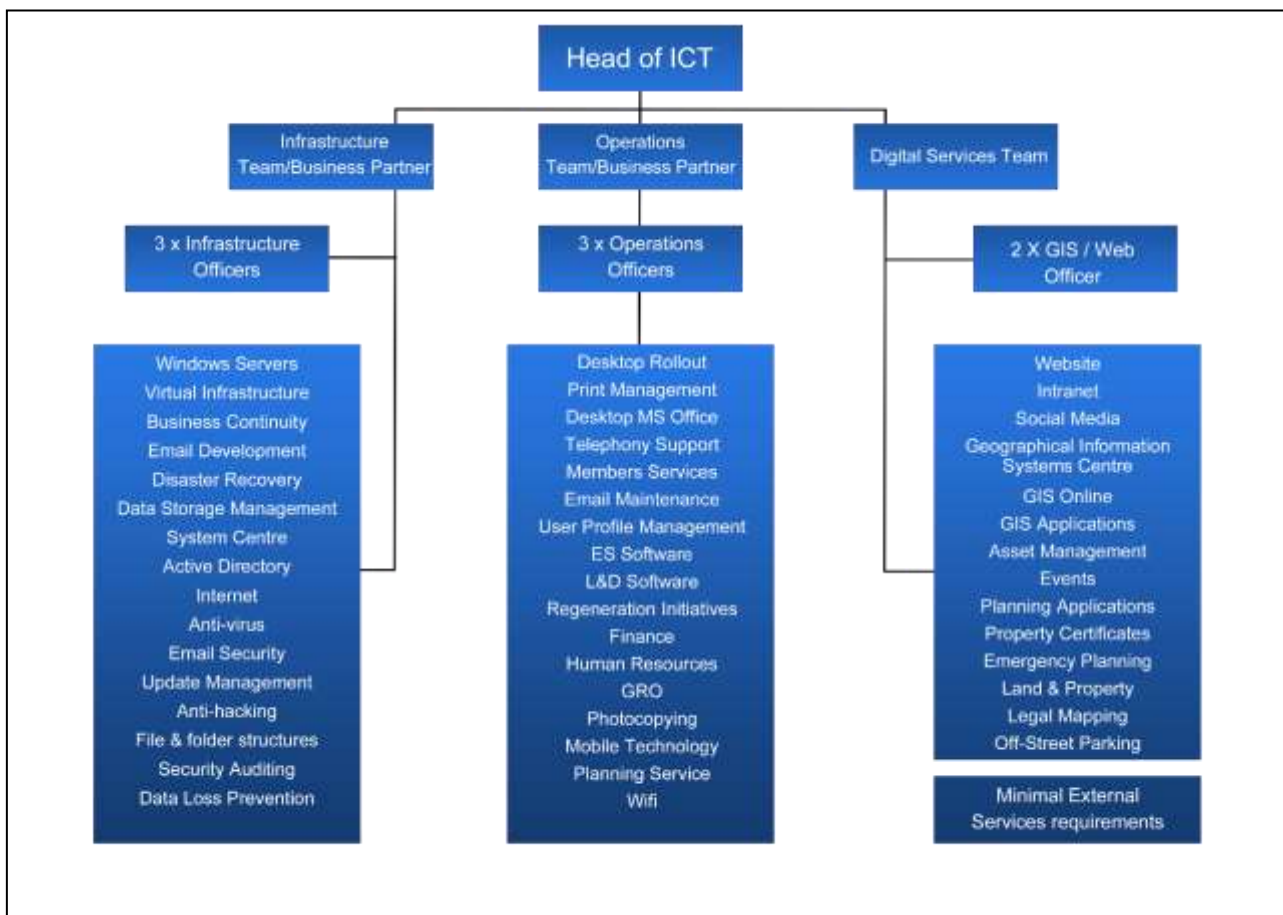 Head of ICT
Infrastructure
Team/Business Partner
Operations
Team/Business Partner
Digital Services Team
3 x Infrastructure
Officers
3 x Operations
Officers
2 X GIS / Web
Officer
Windows Servers
Virtual Infrastructure
Business Continuity
Email Development
Disaster Recovery
Data Storage Management
System Centre
Active Directory
Internet
Anti-virus
Email Security
Update Management
Anti-hacking
File & folder structures
Security Auditing
Data Loss Prevention
Desktop Rollout
Print Management
Desktop MS Office
Telephony Support
Members Services
Email Maintenance
User Profile Management
ES Software
L&D Software
Regeneration Initiatives
Finance
Human Resources
GRO
Photocopying
Mobile Technology
Planning Service
Wifi
Website
Intranet
Social Media
Geographical Information
Systems Centre
GIS Online
GIS Applications
Asset Management
Events
Planning Applications
Property Certificates
Emergency Planning
Land & Property
Legal Mapping
Off-Street Parking
Minimal External
Services requirements